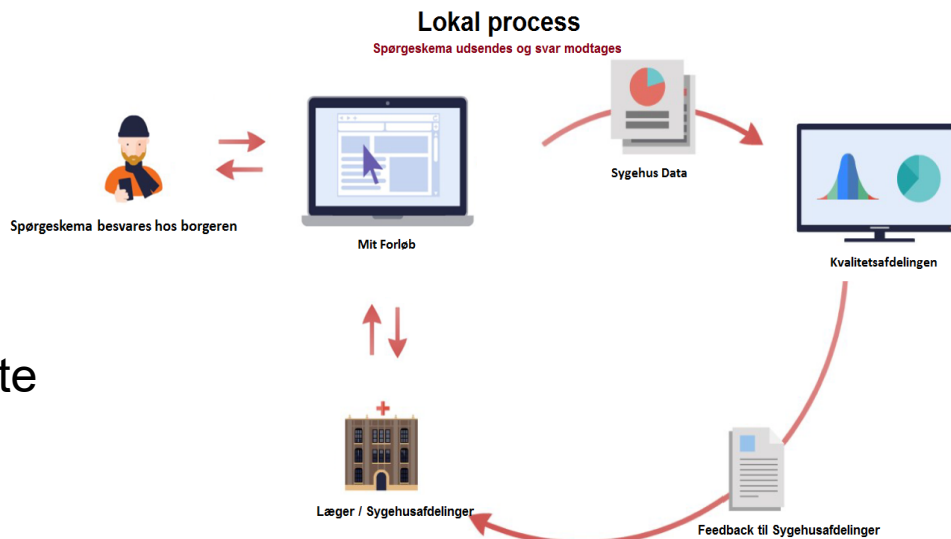 Lokal process
Spørgeskema udsendes og svar modtages
Sygehus Data
Spørgeskema besvares hos borgeren
Mit Forløb
Kvalitetsafdelingen
te
Læger / Sygehusafdelinger
Feedback til Sygehusafdelinger